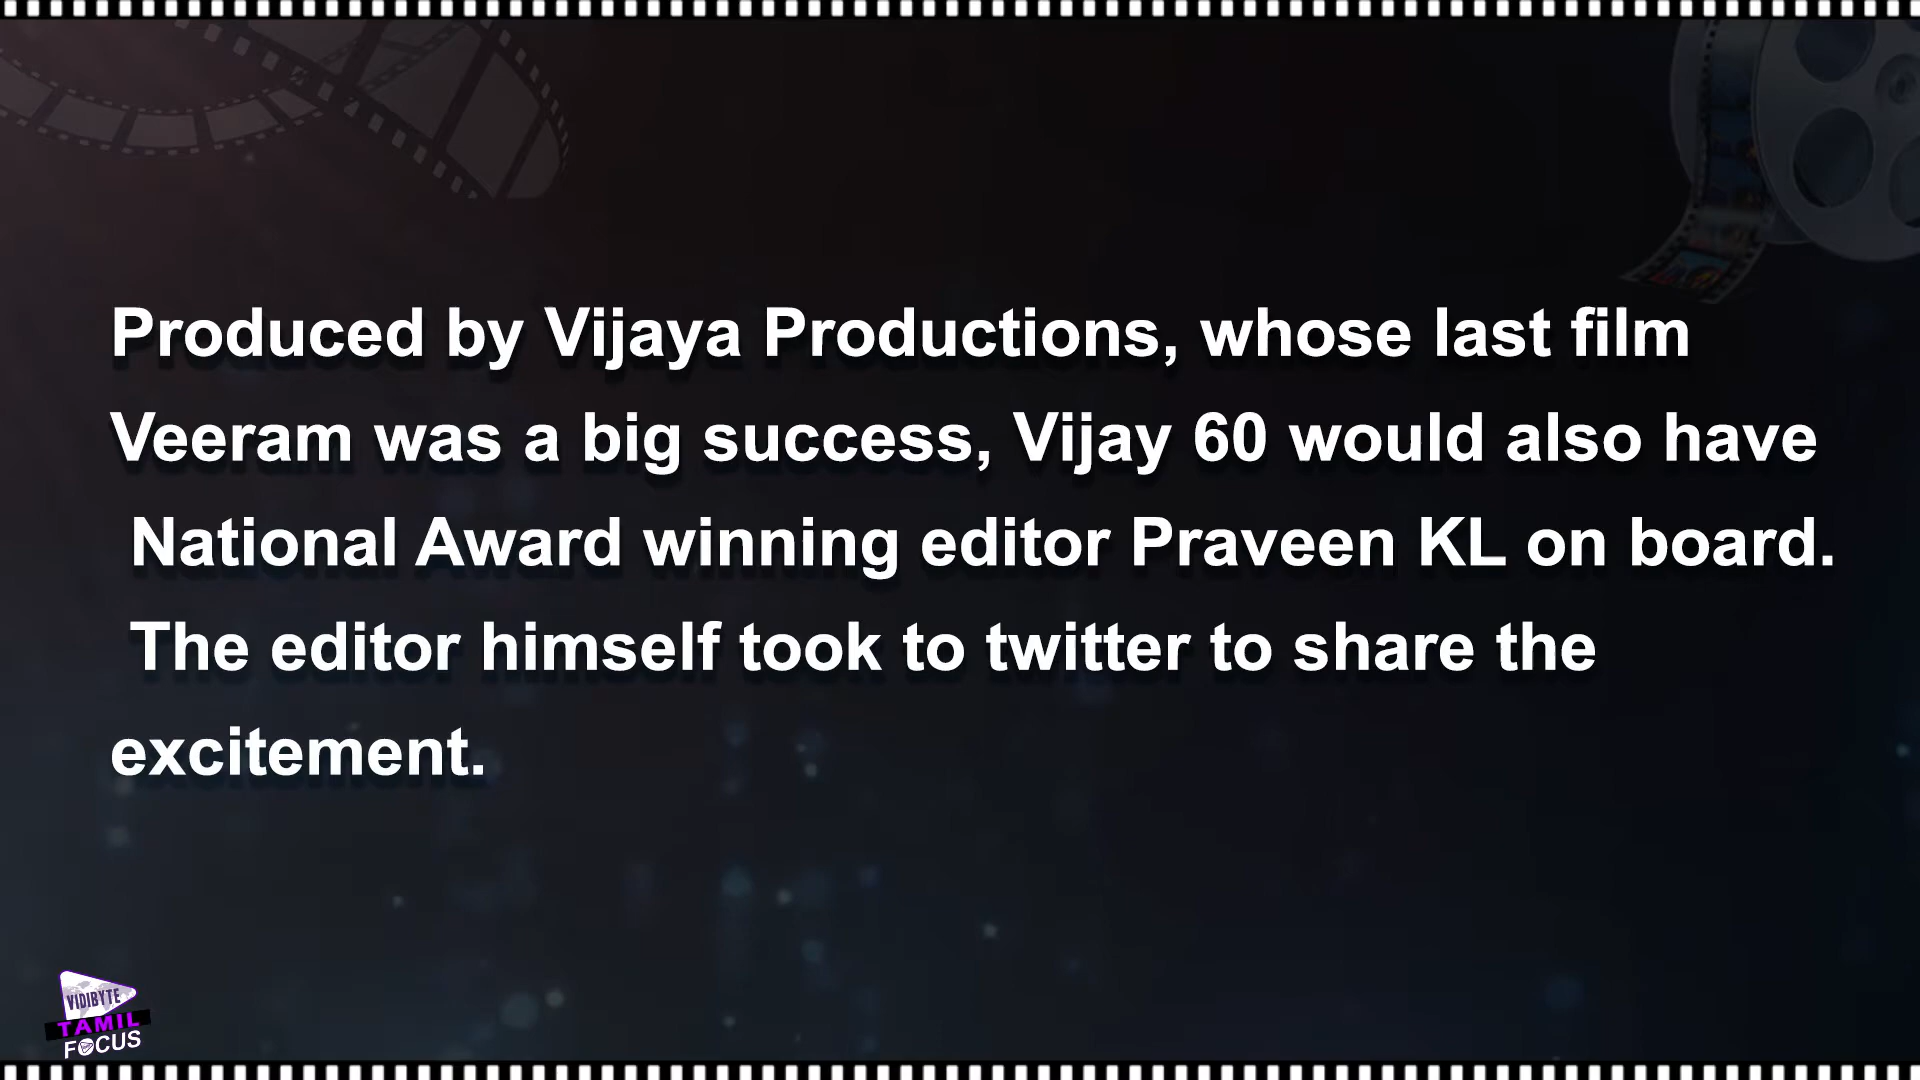 Produced by Vijaya Productions, whose last film
Veeram was a big success, Vijay 60 would also have
National Award winning editor Praveen KL on board.
The editor himself took to twitter to share the
excitement.
VIDIBYTE
TAMIL
FOCUS